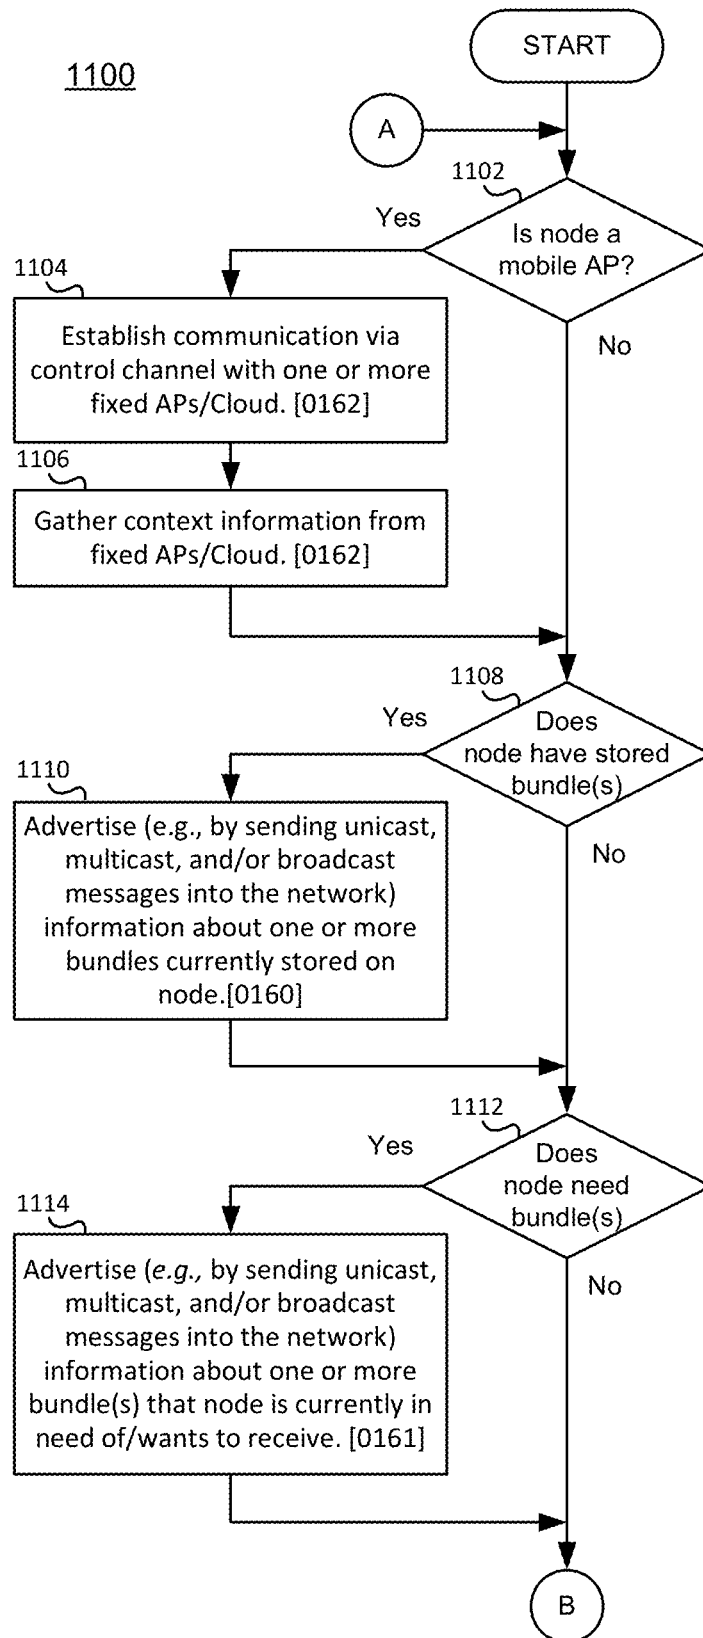 START
1100
A
1102
Yes
Is node a
mobile AP?
1104
No
Establish communication via
control channel with one or more
fixed APs/Cloud. [0162]
1106
Gather context information from
fixed APs/Cloud. [0162]
1108
Yes
Does
node have stored
bundle(s)
1110
No
Advertise (e.g., by sending unicast,
multicast, and/or broadcast
messages into the network)
information about one or more
bundles currently stored on
node.[0160]
1112
Yes
Does
node need
bundle(s)
1114
No
Advertise (e.g., by sending unicast,
multicast, and/or broadcast
messages into the network)
information about one or more
bundle(s) that node is currently in
need of/wants to receive. [0161]
B